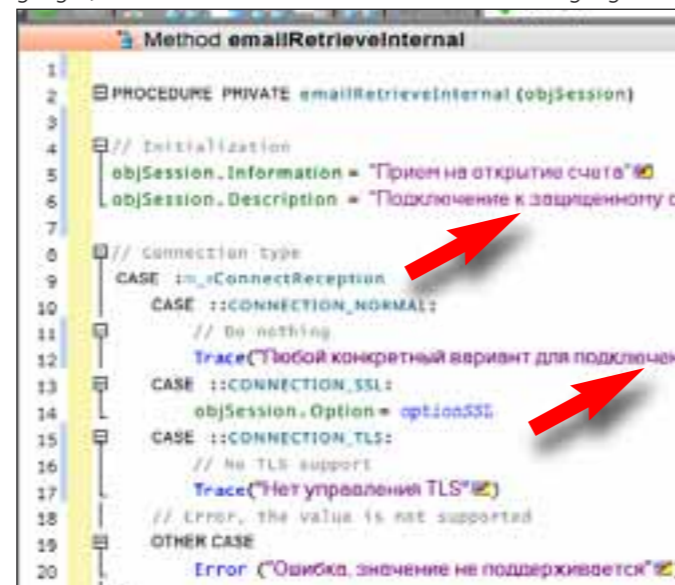 Method emailRetrieveInternal
1
2 PROCEDURE PRIVATE emailRetrieveInternal (objSession)
3
4 // Initialization
5 objSession.Information = "Прием на открытие счета"
6 objSession.Description = "Подключение к защищенному
7
8 // Connection type
9 CASE ConnectReception
10 CASE ::CONNECTION_NORMAL:
11 // Do nothing
12 Trace("Любой конкретный вариант для подключен
13 CASE ::CONNECTION_SSL:
14 objSession.Option = optionSSL
15 CASE ::CONNECTION_TLS:
16 // No TLS support
17 Trace("Нет управления TLS")
18 // Error, the value is not supported
19 OTHER CASE
20 Error ("Ошибка, значение не поддерживается"